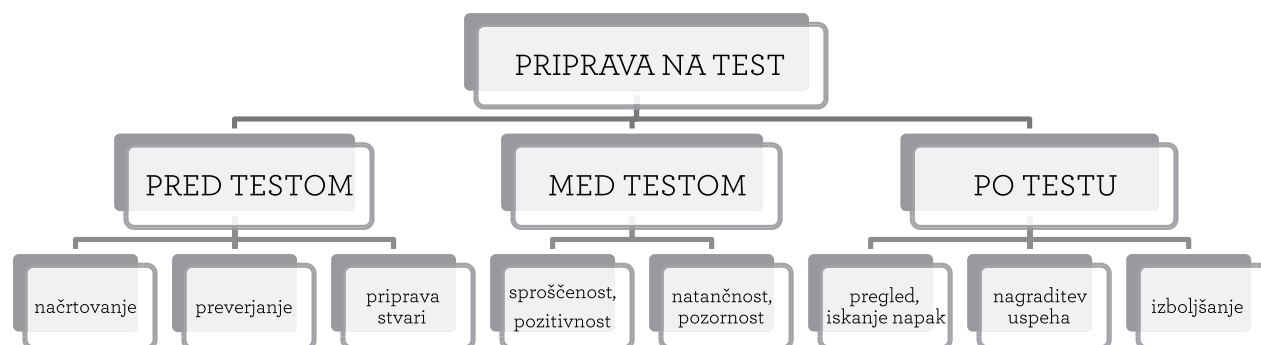 PRIPRAVA NA TEST
PRED TESTOM
MED TESTOM
PO TESTU
načrtovanje
preverjanje
priprava
stvari
sproščenost,
pozitivnost
natančnost,
pozornost
pregled,
iskanje napak
nagraditev
uspeha
izboljšanje